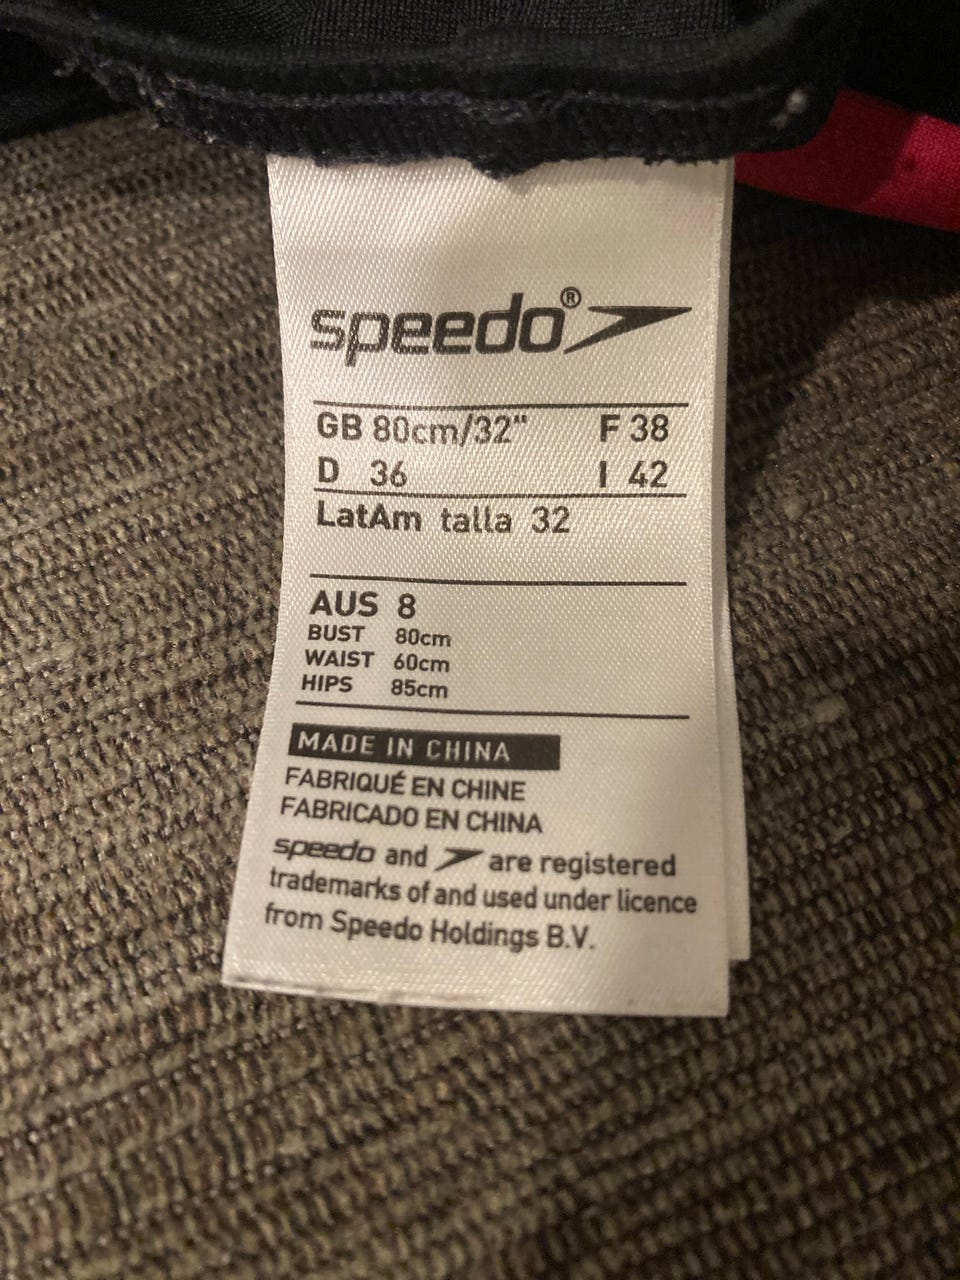 speedo®
GB 80cm/32" F 38
D 36 I 42
LatAm talla 32
AUS 8
BUST 80cm
WAIST 60cm
HIPS 85cm
MADE IN CHINA
FABRIQUÉ EN CHINE
FABRICADO EN CHINA
speedo and are registered
trademarks of and used under licence
from Speedo Holdings B.V.